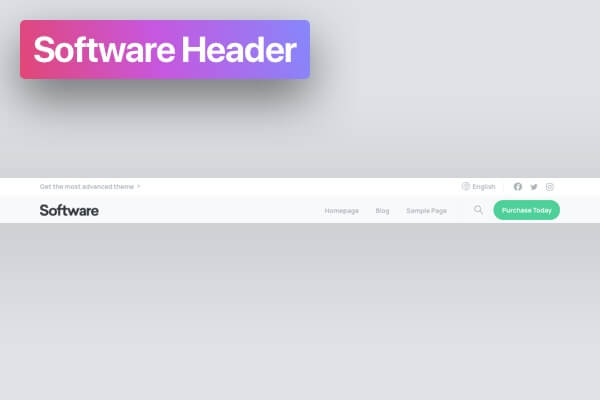 Software Header
Get the most advanced theme >
English
Software
Homepage Blog Sample Page Purchase Today